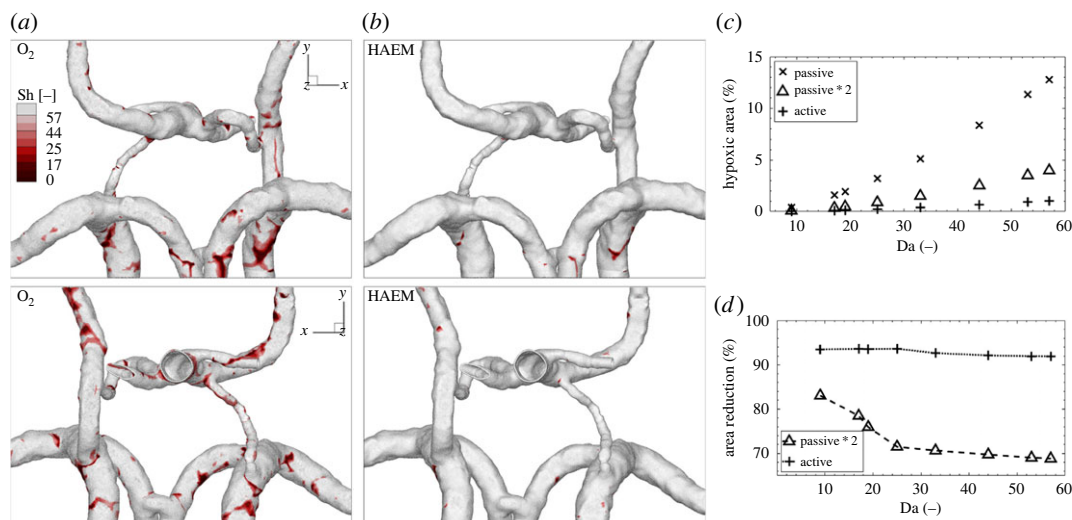 (a)
O₂
y
z
x
Sh [–]
57
44
25
17
0
O₂
y
x
z
(b)
HAEM
HAEM
(c)
hypoxic area (%)
15
10
5
0
× passive
△ passive * 2
+ active
10 20 30 40 50 60
Da (–)
(d)
area reduction (%)
100
90
80
70
△ passive * 2
+ active
10 20 30 40 50 60
Da (–)